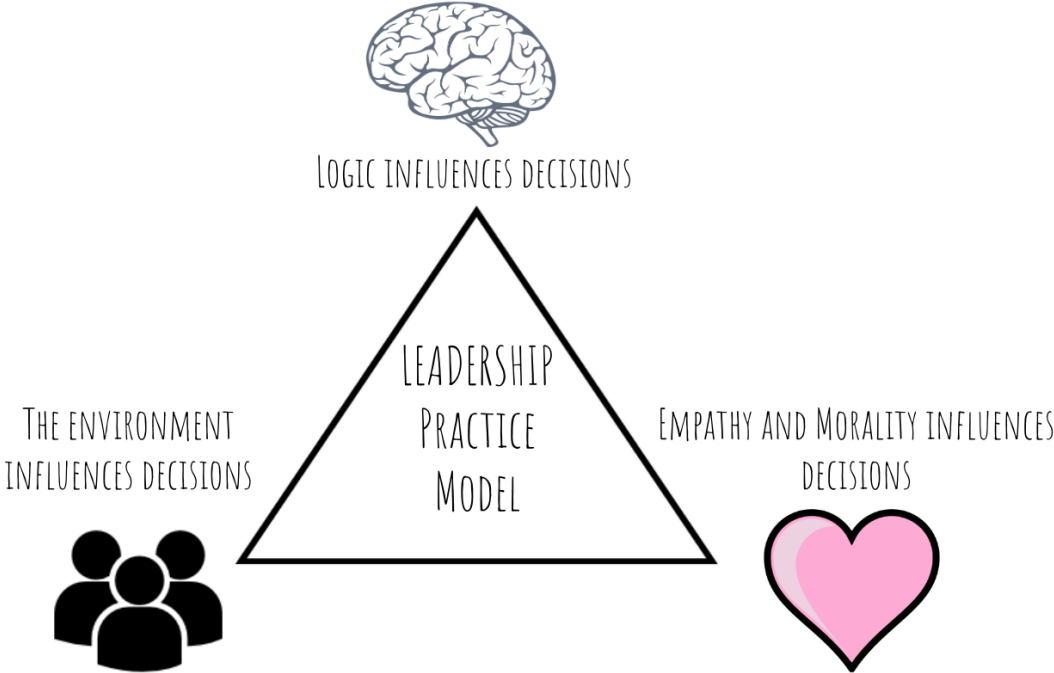 Logic influences decisions
LEADERSHIP
Practice
Model
The environment
influences decisions
Empathy and Morality influences
decisions